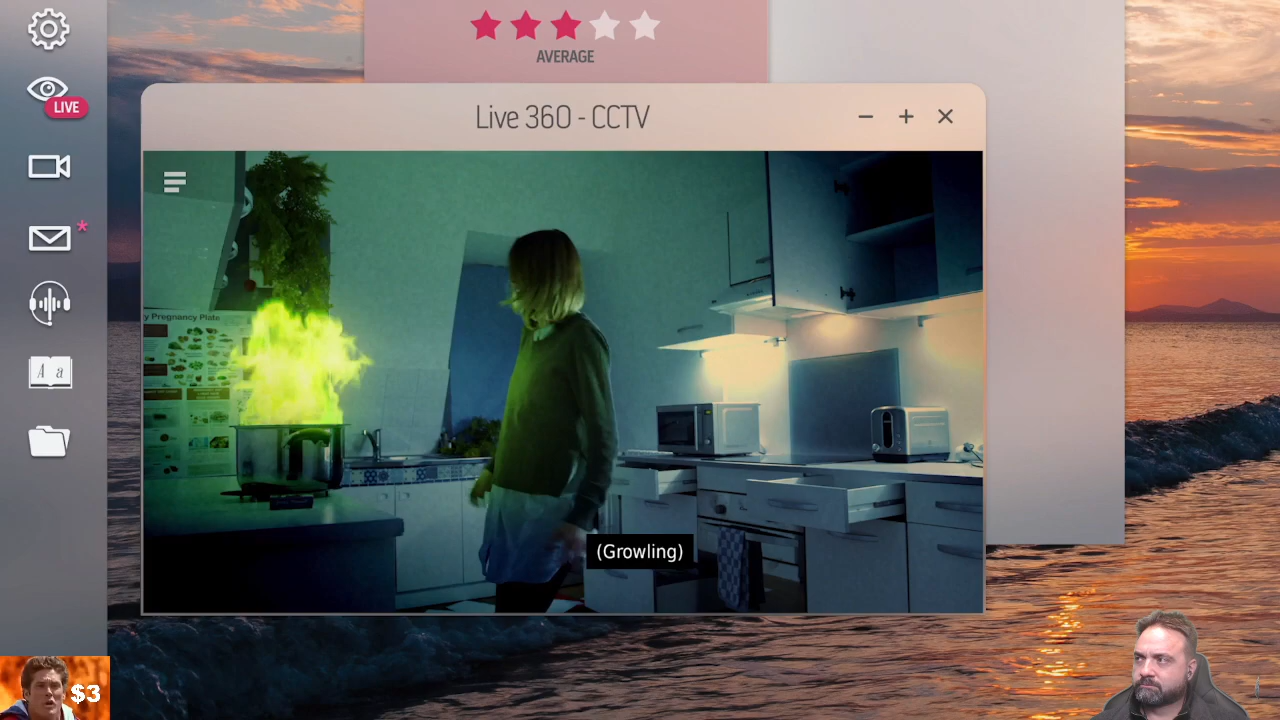 AVERAGE
LIVE
Live 360 - CCTV
y Pregnancy Plate
A a
(Growling)
$3